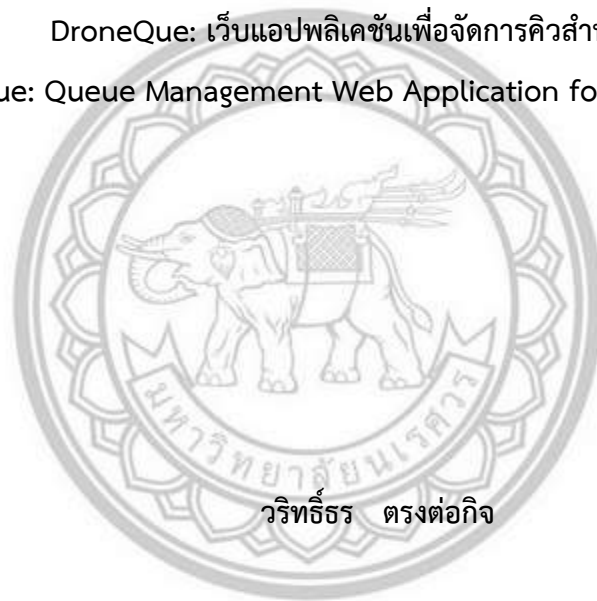 DroneQue: เว็บแอปพลิเคชันเพื่อจัดการคิวสำ
ue: Queue Management Web Application fo
มหาวิทยาลัยนเรศวร
วริทธิ์ธร ตรงต่อกิจ